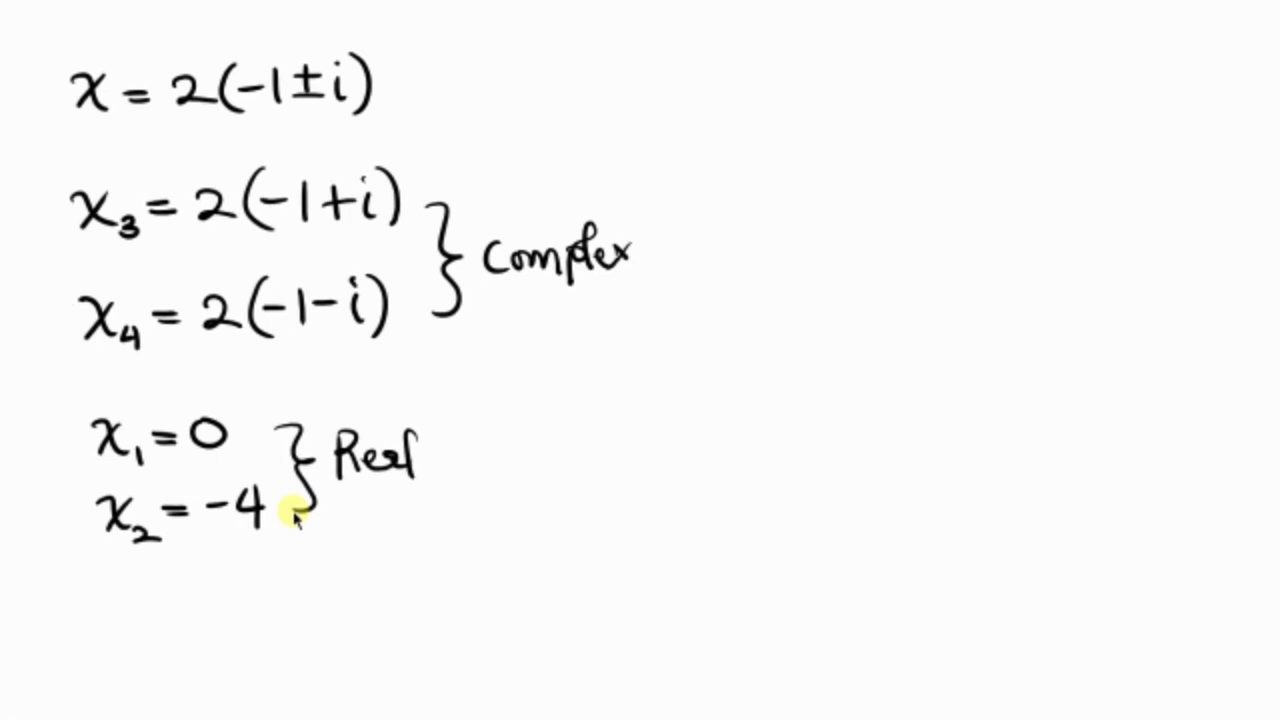 x = 2(-1±i)
x₃ = 2(-1+i)
x₄ = 2(-1-i)
} Complex
x₁ = 0
x₂ = -4
} Real